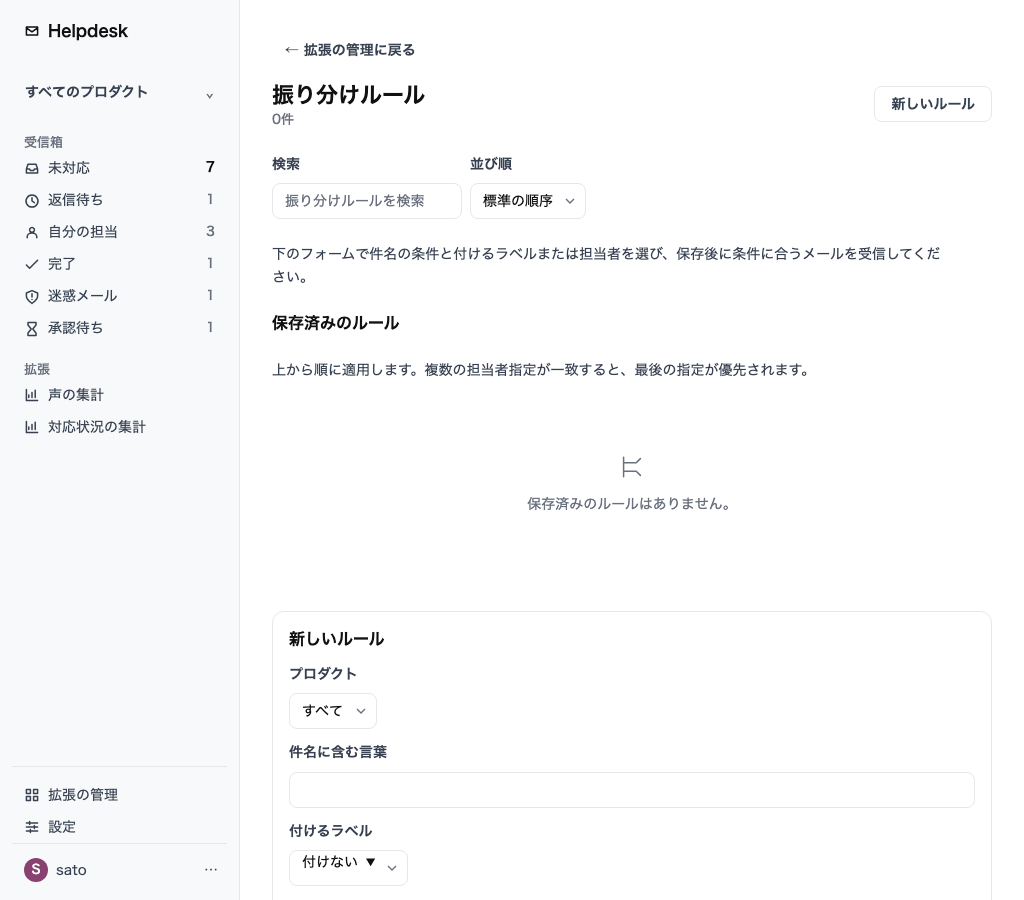 Helpdesk
すべてのプロダクト
受信箱
未対応 7
返信待ち 1
自分の担当 3
完了 1
迷惑メール 1
承認待ち 1
拡張
声の集計
対応状況の集計
拡張の管理
設定
S sato ...
← 拡張の管理に戻る
振り分けルール
0件
新しいルール
検索 並び順
振り分けルールを検索 標準の順序
下のフォームで件名の条件と付けるラベルまたは担当者を選び、保存後に条件に合うメールを受信してくだ
さい。
保存済みのルール
上から順に適用します。複数の担当者指定が一致すると、最後の指定が優先されます。
保存済みのルールはありません。
新しいルール
プロダクト
すべて
件名に含む言葉
付けるラベル
付けない ▼